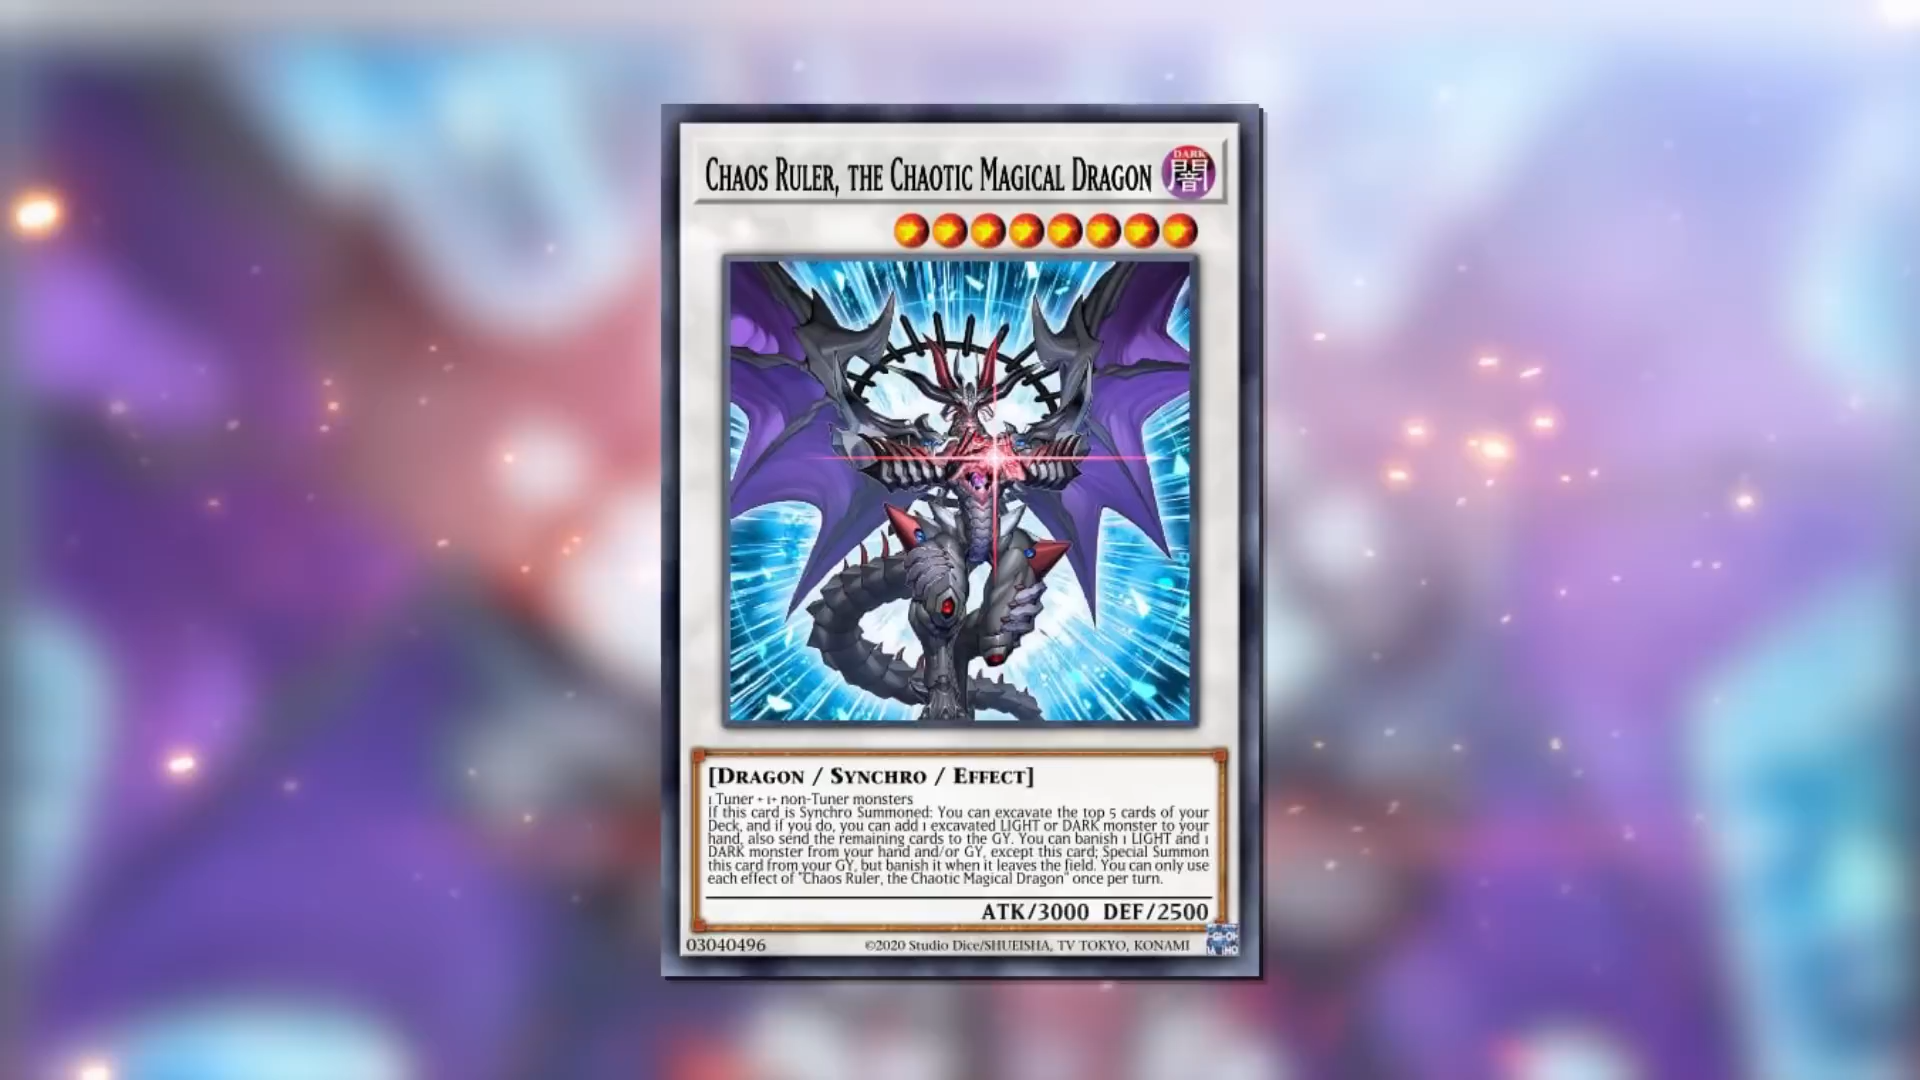 CHAOS RULER, THE CHAOTIC MAGICAL DRAGON
DARK
闇
[DRAGON / SYNCHRO / EFFECT]
1 Tuner + 1+ non-Tuner monsters
If this card is Synchro Summoned: You can excavate the top 5 cards of your
Deck, and if you do, you can add 1 excavated LIGHT or DARK monster to your
hand, also send the remaining cards to the GY. You can banish 1 LIGHT and 1
DARK monster from your hand and/or GY, except this card; Special Summon
this card from your GY, but banish it when it leaves the field. You can only use
each effect of "Chaos Ruler, the Chaotic Magical Dragon" once per turn.
ATK/3000 DEF/2500
03040496
©2020 Studio Dice/SHUEISHA, TV TOKYO, KONAMI